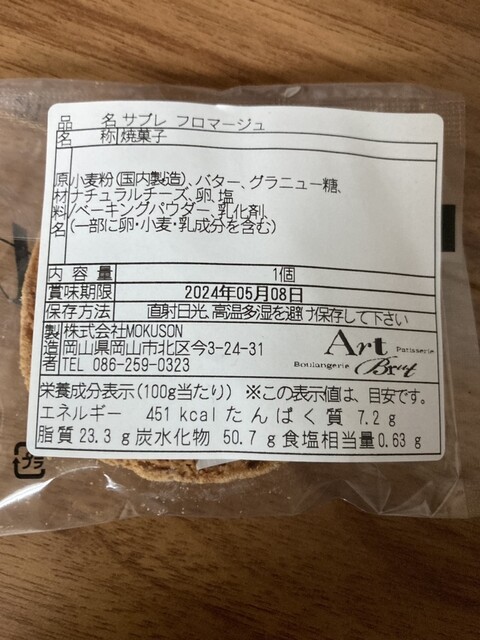 品名 サブレ フロマージュ
名称 焼菓子
原材料名 小麦粉(国内製造)、バター、グラニュー糖、
ナチュラルチーズ、卵、塩
/ベーキングパウダー、乳化剤、
(一部に卵・小麦・乳成分を含む)
内容量 1個
賞味期限 2024年05月08日
保存方法 直射日光、高温多湿を避け保存して下さい
製造者 株式会社MOKUSON
岡山県岡山市北区今3-24-31
TEL 086-259-0323
Art Patisserie
Boulangerie Brut
栄養成分表示(100g当たり) ※この表示値は、目安です。
エネルギー 451kcal たんぱく質 7.2g
脂質 23.3g 炭水化物 50.7g 食塩相当量 0.63g
プラ